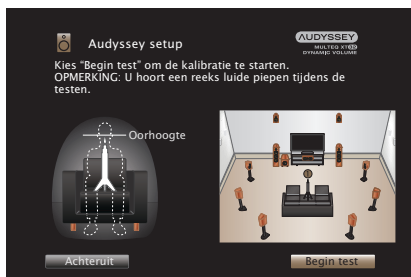 Audyssey setup
AUDYSSEY
MULTEQ XT32
DYNAMIC VOLUME
Kies “Begin test” om de kalibratie te starten.
OPMERKING: U hoort een reeks luide piepen tijdens de
testen.
Oorhoogte
Achteruit
Begin test